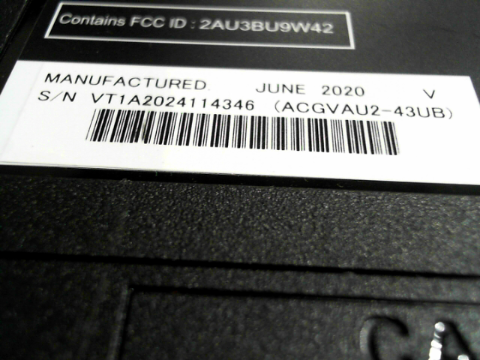 Contains FCC ID : 2AU3BU9W42
MANUFACTURED JUNE 2020 V
S/N VT1A2024114346 (ACGVAU2-43UB)